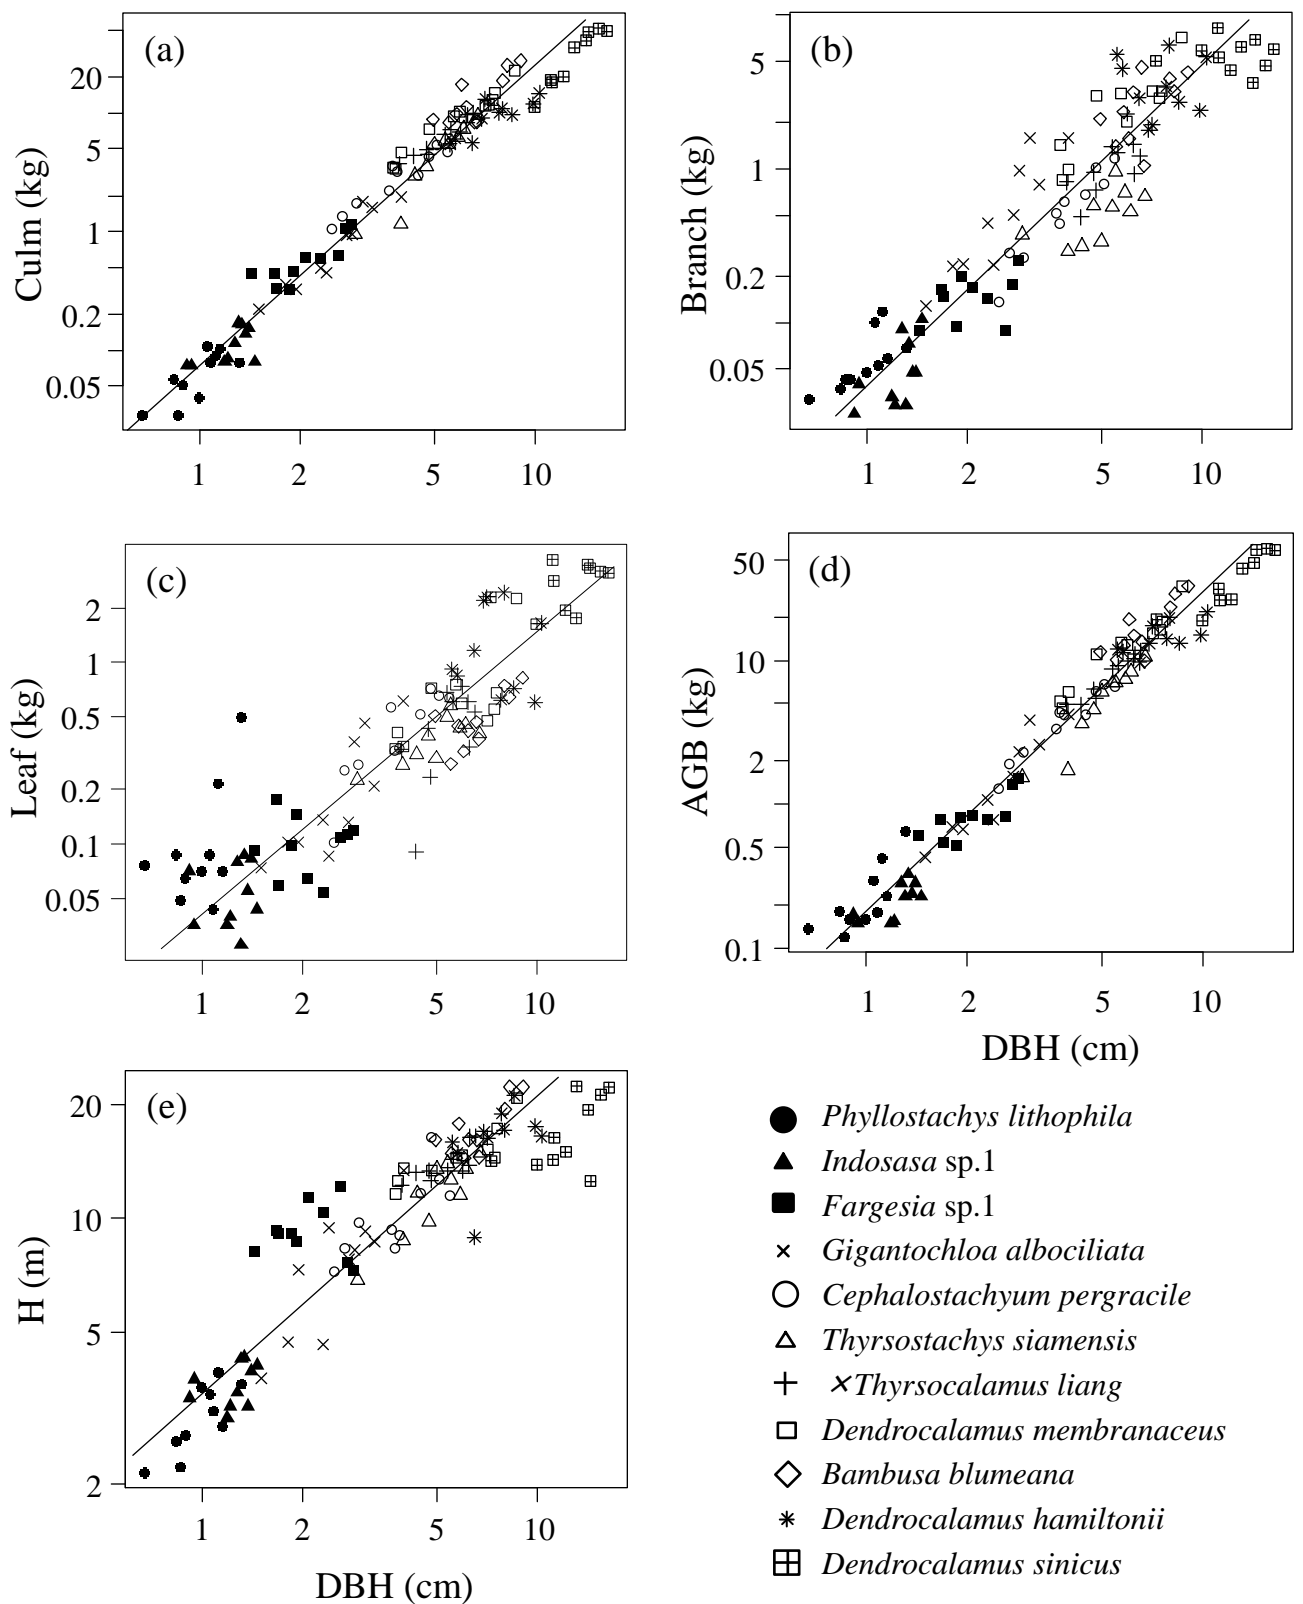 (a)
Culm (kg)
20
5
1
0.2
0.05
1 2 5 10
(b)
Branch (kg)
5
1
0.2
0.05
1 2 5 10
(c)
Leaf (kg)
2
1
0.5
0.2
0.1
0.05
1 2 5 10
(d)
AGB (kg)
50
10
2
0.5
0.1
1 2 5 10
DBH (cm)
(e)
H (m)
20
10
5
2
1 2 5 10
DBH (cm)
Phyllostachys lithophila
Indosasa sp.1
Fargesia sp.1
Gigantochloa albociliata
Cephalostachyum pergracile
Thyrsostachys siamensis
×Thyrsocalamus liang
Dendrocalamus membranaceus
Bambusa blumeana
Dendrocalamus hamiltonii
Dendrocalamus sinicus